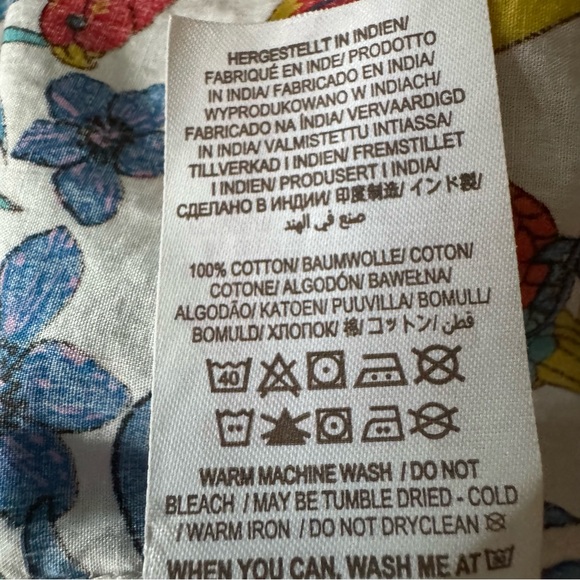 HERGESTELLT IN INDIEN/
FABRIQUÉ EN INDE/ PRODOTTO
IN INDIA/ FABRICADO EN INDIA/
WYPRODUKOWANO W INDIACH/
FABRICADO NA ÍNDIA/ VERVAARDIGD
IN INDIA/ VALMISTETTU INTIASSA/
TILLVERKAD I INDIEN/ FREMSTILLET
I INDIEN/ PRODUSERT I INDIA/
СДЕЛАНО В ИНДИИ/ 印度制造/ インド製/
صنع في الهند
100% COTTON/ BAUMWOLLE/ COTON/
COTONE/ ALGODÓN/ BAWEŁNA/
ALGODÃO/ KATOEN/ PUUVILLA/ BOMULL/
BOMULD/ ХЛОПОК/ 棉/ コットン/ قطن/
40
WARM MACHINE WASH / DO NOT
BLEACH / MAY BE TUMBLE DRIED - COLD
/ WARM IRON / DO NOT DRYCLEAN
WHEN YOU CAN, WASH ME AT